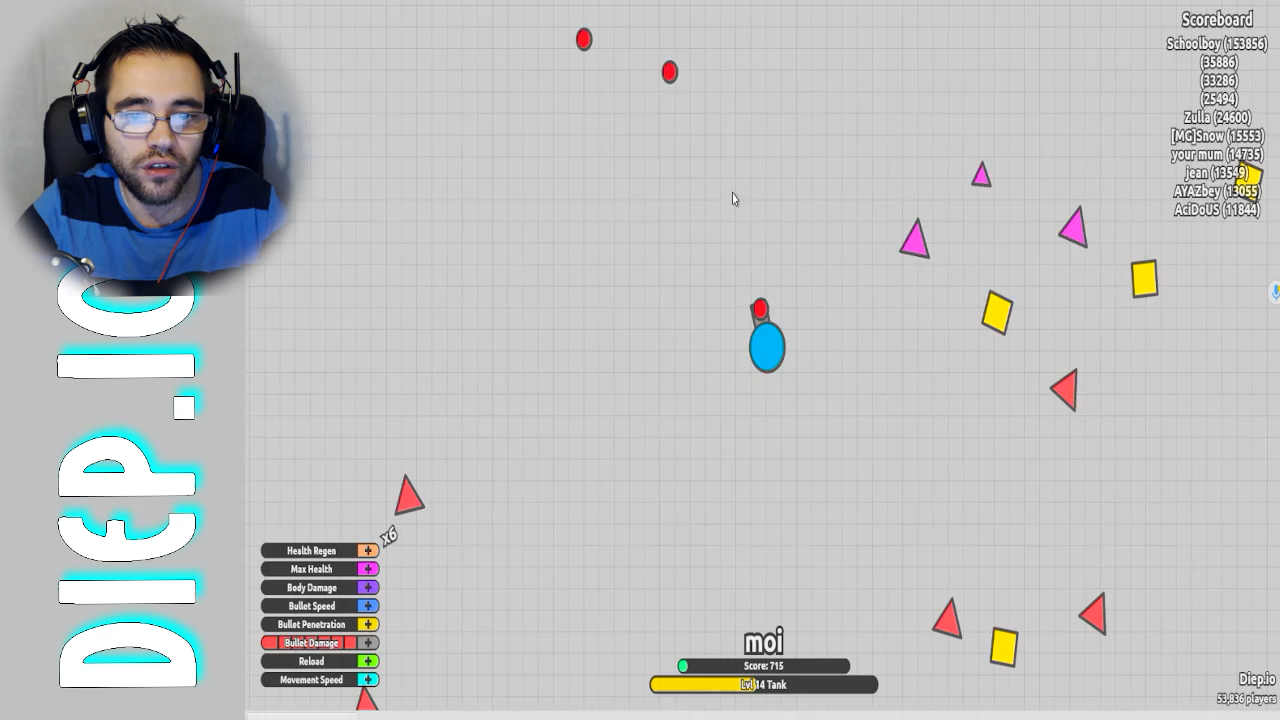 DIEP.IO
Scoreboard
Schoolboy (153856)
(35886)
(33286)
(25494)
Zulla (24600)
[MG]Snow (15553)
your mum (14735)
jean (13549)
AYAZbey (13055)
AciDoUS (11844)
x6
Health Regen +
Max Health +
Body Damage +
Bullet Speed +
Bullet Penetration +
Bullet Damage +
Reload +
Movement Speed +
moi
Score: 715
Lvl 14 Tank
Diep.io
53,836 players